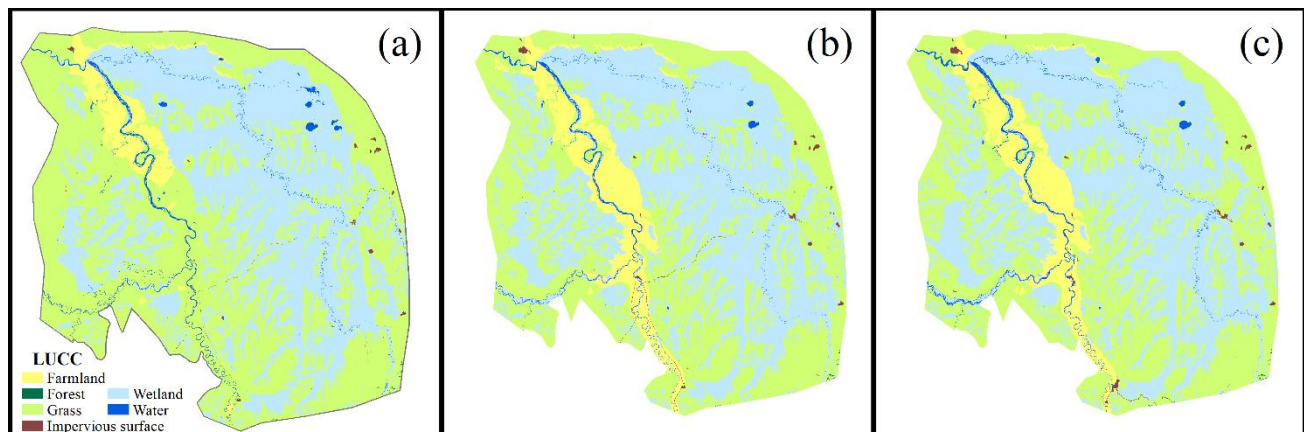 (a)
(b)
(c)
LUCC
Farmland
Forest
Wetland
Grass
Water
Impervious surface